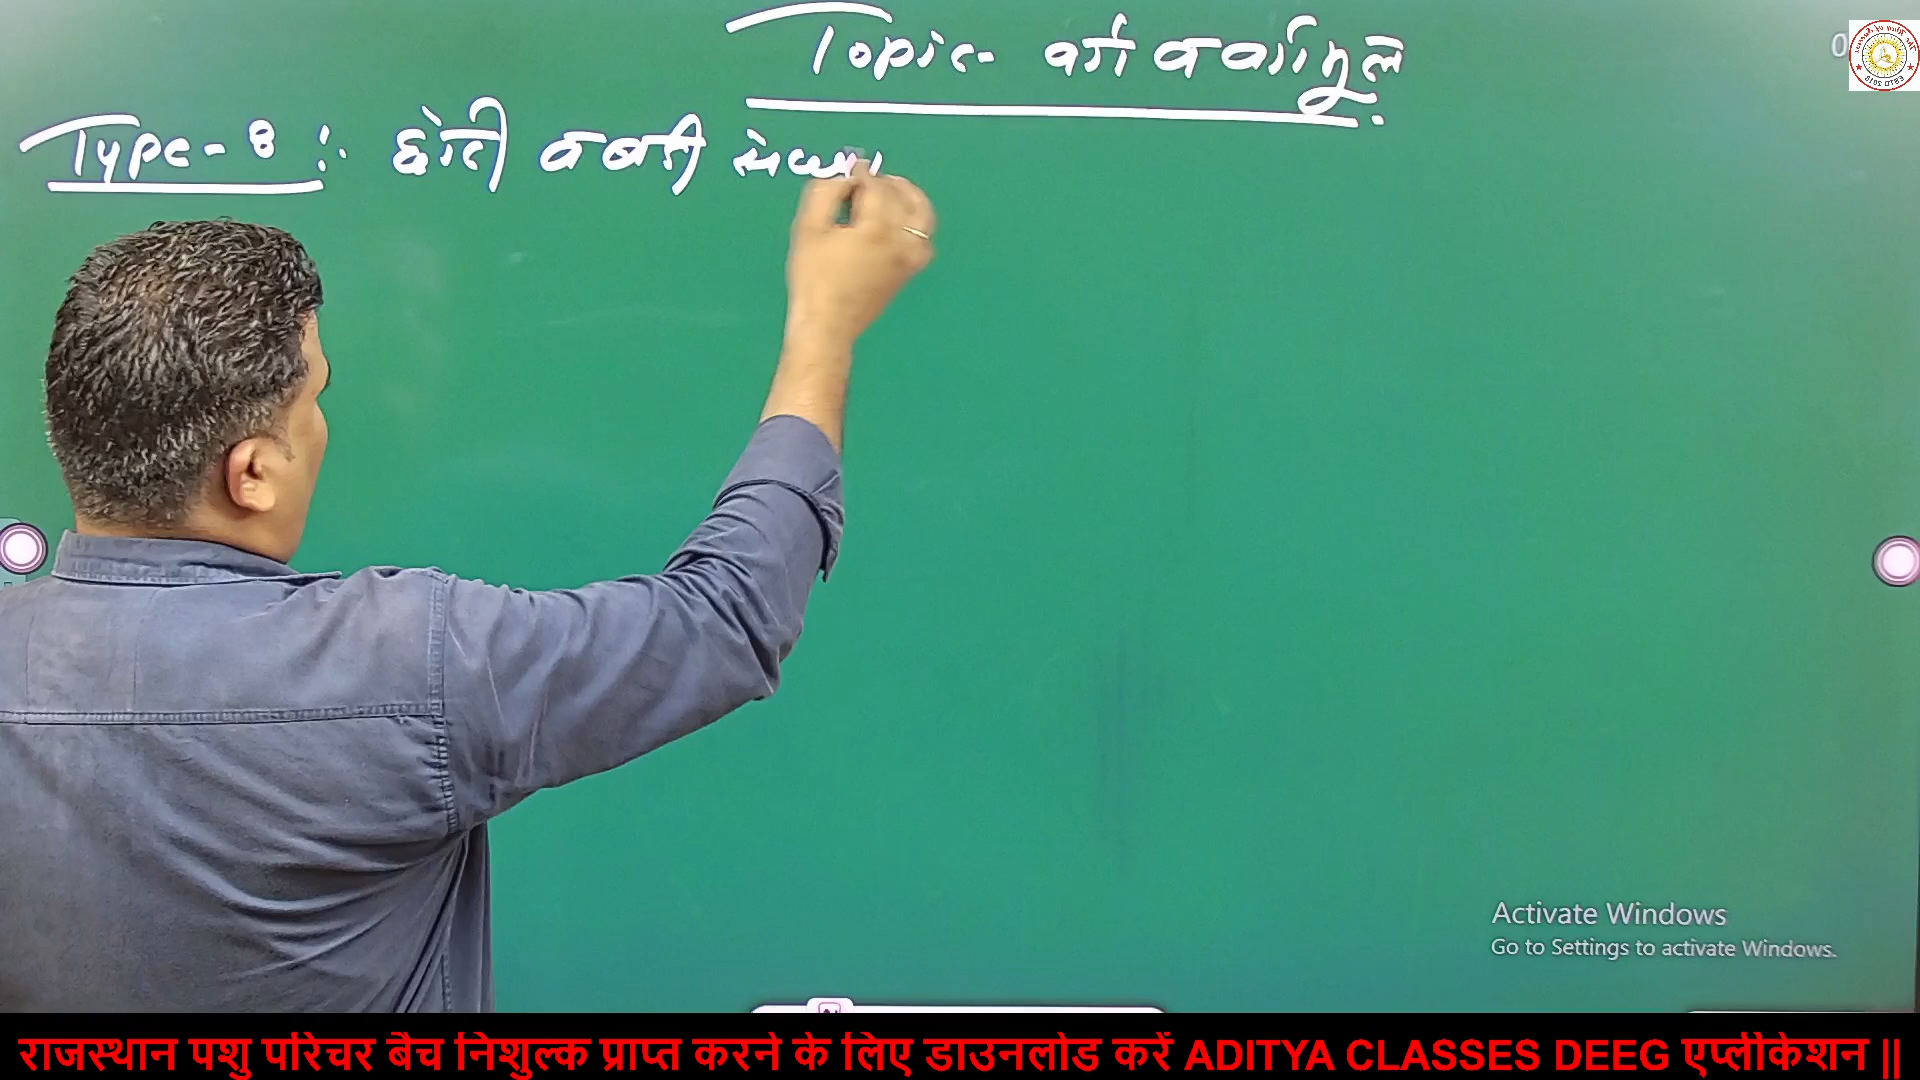 Topic- वर्ग व वर्गमूल
Type-8 : छोटी व बड़ी संख्या
Activate Windows
Go to Settings to activate Windows.
राजस्थान पशु परिचर बैच निशुल्क प्राप्त करने के लिए डाउनलोड करें ADITYA CLASSES DEEG एप्लीकेशन ||